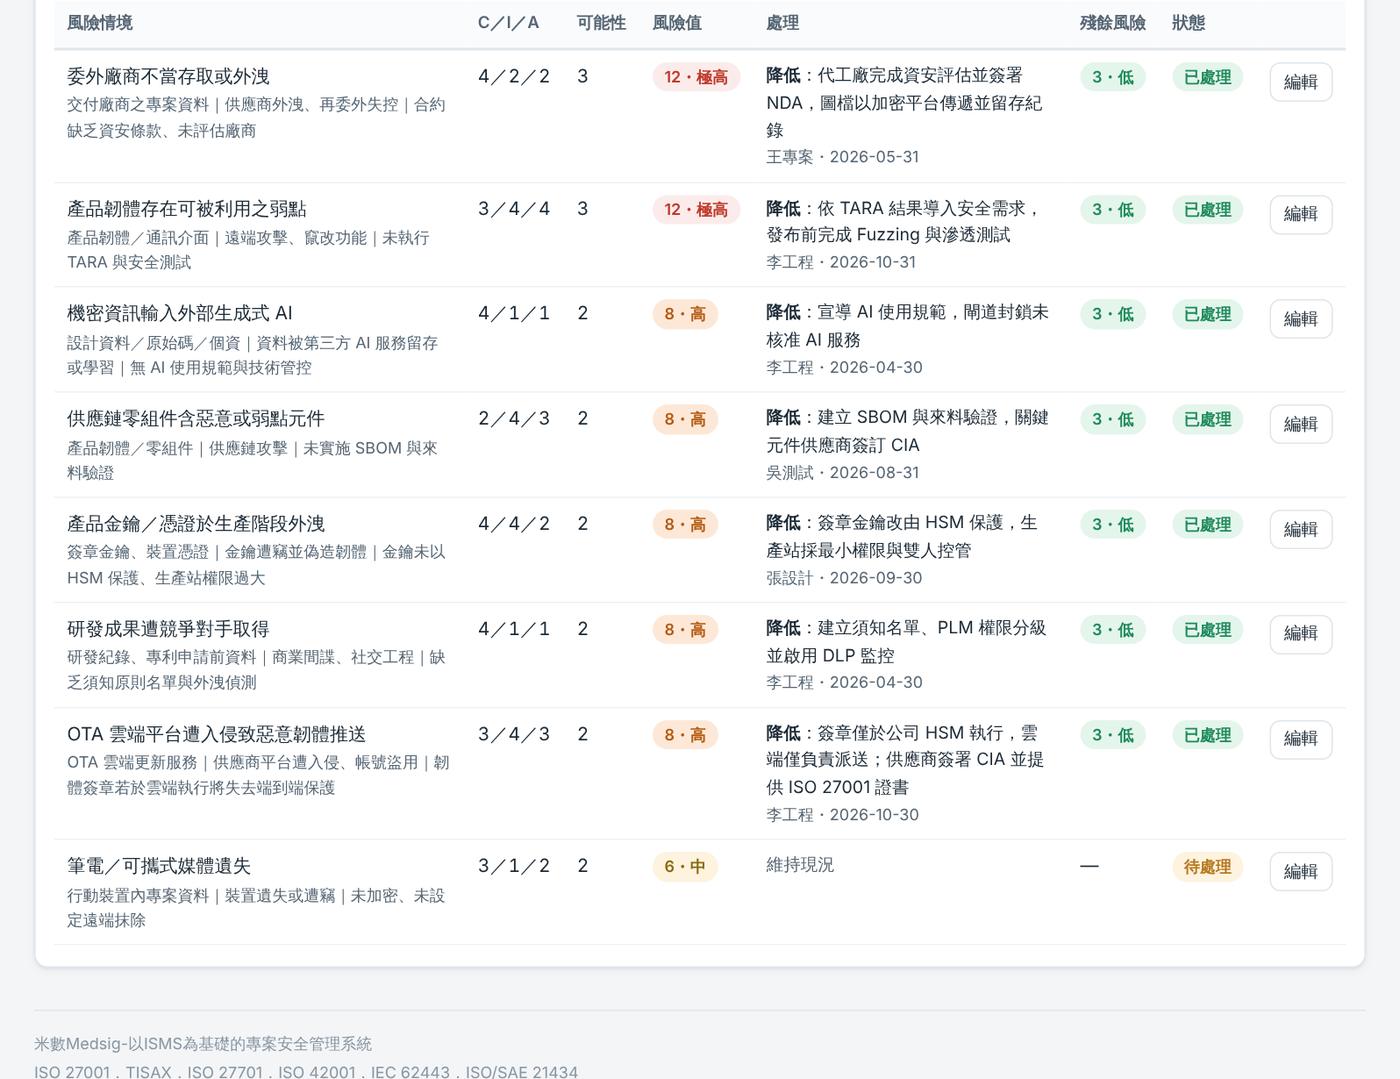 風險情境 C／I／A 可能性 風險值 處理 殘餘風險 狀態
委外廠商不當存取或外洩 4／2／2 3 12・極高 降低：代工廠完成資安評估並簽署 3・低 已處理 編輯
交付廠商之專案資料｜供應商外洩、再委外失控｜合約 NDA，圖檔以加密平台傳遞並留存紀
缺乏資安條款、未評估廠商 錄
王專案・2026-05-31
產品韌體存在可被利用之弱點 3／4／4 3 12・極高 降低：依 TARA 結果導入安全需求， 3・低 已處理 編輯
產品韌體／通訊介面｜遠端攻擊、竄改功能｜未執行 發布前完成 Fuzzing 與滲透測試
TARA 與安全測試 李工程・2026-10-31
機密資訊輸入外部生成式 AI 4／1／1 2 8・高 降低：宣導 AI 使用規範，閘道封鎖未 3・低 已處理 編輯
設計資料／原始碼／個資｜資料被第三方 AI 服務留存 核准 AI 服務
或學習｜無 AI 使用規範與技術管控 李工程・2026-04-30
供應鏈零組件含惡意或弱點元件 2／4／3 2 8・高 降低：建立 SBOM 與來料驗證，關鍵 3・低 已處理 編輯
產品韌體／零組件｜供應鏈攻擊｜未實施 SBOM 與來 元件供應商簽訂 CIA
料驗證 吳測試・2026-08-31
產品金鑰／憑證於生產階段外洩 4／4／2 2 8・高 降低：簽章金鑰改由 HSM 保護，生 3・低 已處理 編輯
簽章金鑰、裝置憑證｜金鑰遭竊並偽造韌體｜金鑰未以 產站採最小權限與雙人控管
HSM 保護、生產站權限過大 張設計・2026-09-30
研發成果遭競爭對手取得 4／1／1 2 8・高 降低：建立須知名單、PLM 權限分級 3・低 已處理 編輯
研發紀錄、專利申請前資料｜商業間諜、社交工程｜缺 並啟用 DLP 監控
乏須知原則名單與外洩偵測 李工程・2026-04-30
OTA 雲端平台遭入侵致惡意韌體推送 3／4／3 2 8・高 降低：簽章僅於公司 HSM 執行，雲 3・低 已處理 編輯
OTA 雲端更新服務｜供應商平台遭入侵、帳號盜用｜韌 端僅負責派送；供應商簽署 CIA 並提
體簽章若於雲端執行將失去端到端保護 供 ISO 27001 證書
李工程・2026-10-30
筆電／可攜式媒體遺失 3／1／2 2 6・中 維持現況 — 待處理 編輯
行動裝置內專案資料｜裝置遺失或遭竊｜未加密、未設
定遠端抹除
米數Medsig-以ISMS為基礎的專案安全管理系統
ISO 27001．TISAX．ISO 27701．ISO 42001．IEC 62443．ISO/SAE 21434